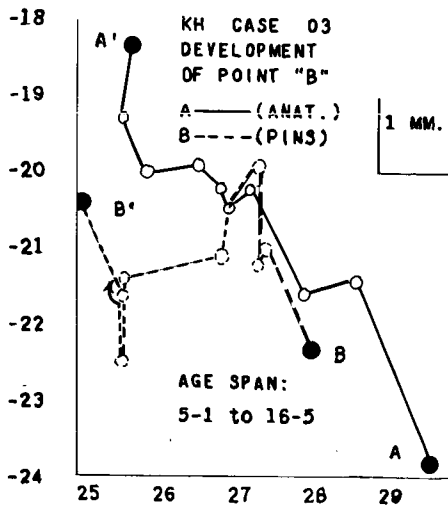 KH CASE 03
DEVELOPMENT
OF POINT "B"
A (ANAT.)
B (PINS)
1 MM.
-18
-19
-20
-21
-22
-23
-24
A'
B'
B
A
AGE SPAN:
5-1 to 16-5
25 26 27 28 29